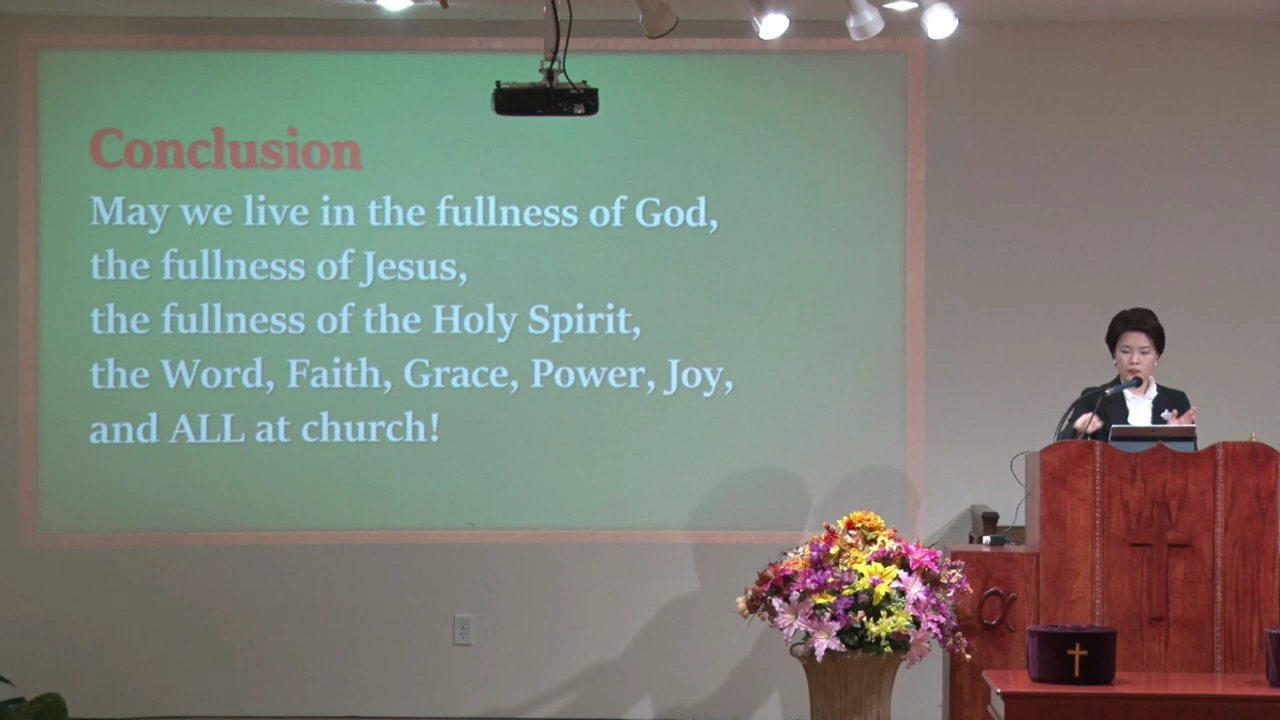 Conclusion
May we live in the fullness of God,
the fullness of Jesus,
the fullness of the Holy Spirit,
the Word, Faith, Grace, Power, Joy,
and ALL at church!
α